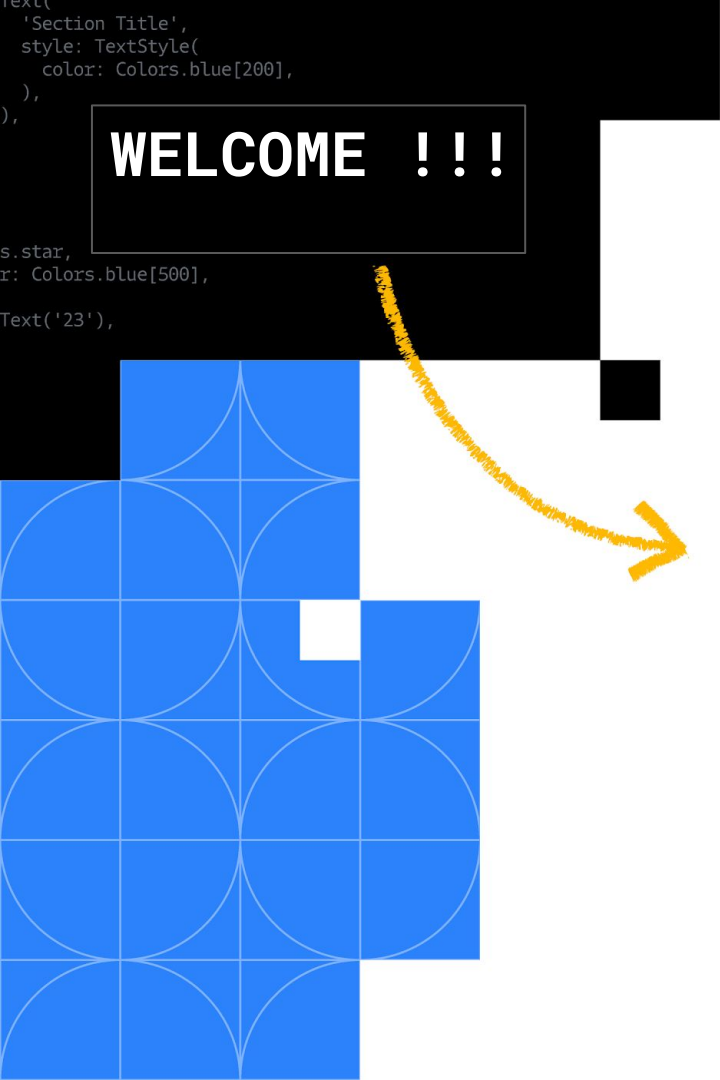 Text(
'Section Title',
style: TextStyle(
color: Colors.blue[200],
),
),
WELCOME !!!
s.star,
r: Colors.blue[500],
Text('23'),